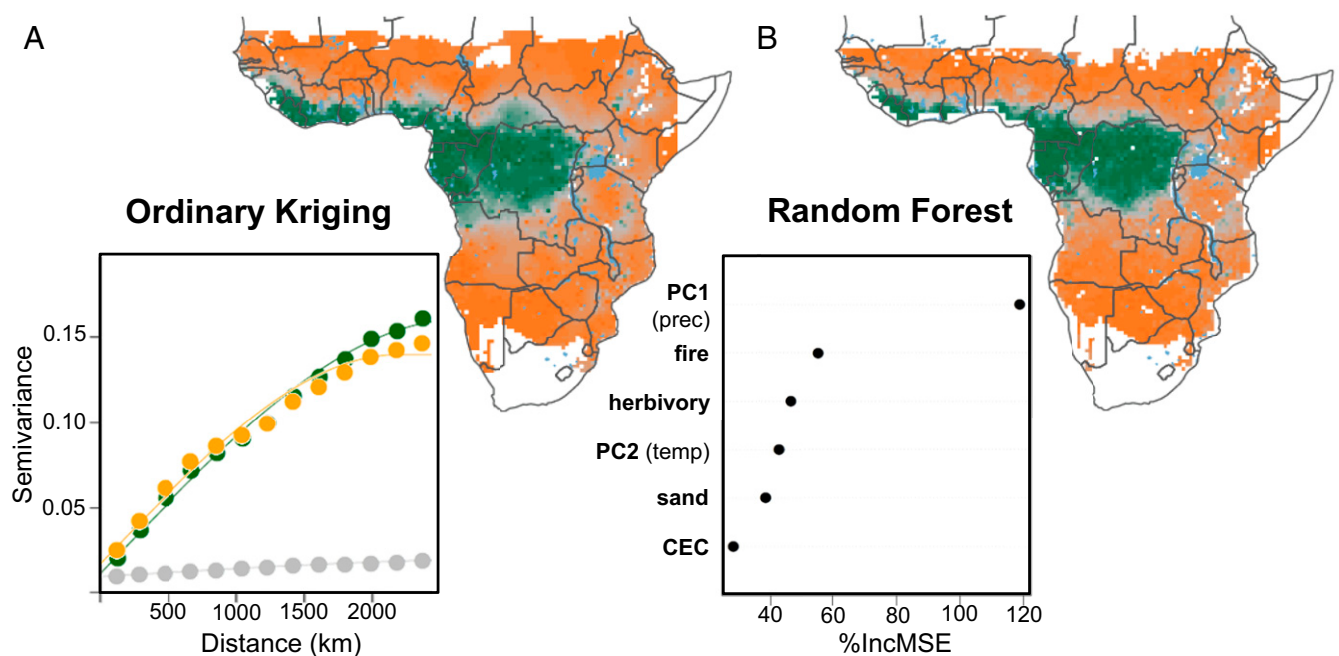 A
B
Ordinary Kriging
Random Forest
Semivariance
0.15
0.10
0.05
500
1000
1500
2000
Distance (km)
PC1
(prec)
fire
herbivory
PC2 (temp)
sand
CEC
40
60
80
100
120
%IncMSE